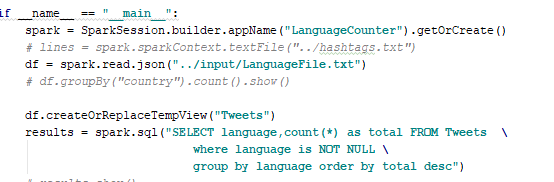 if __name__ == "__main__":
    spark = SparkSession.builder.appName("LanguageCounter").getOrCreate()
    # lines = spark.sparkContext.textFile("../hashtags.txt")
    df = spark.read.json("../input/LanguageFile.txt")
    # df.groupBy("country").count().show()

    df.createOrReplaceTempView("Tweets")
    results = spark.sql("SELECT language,count(*) as total FROM Tweets  \
                        where language is NOT NULL \
                        group by language order by total desc")
    # results.show()